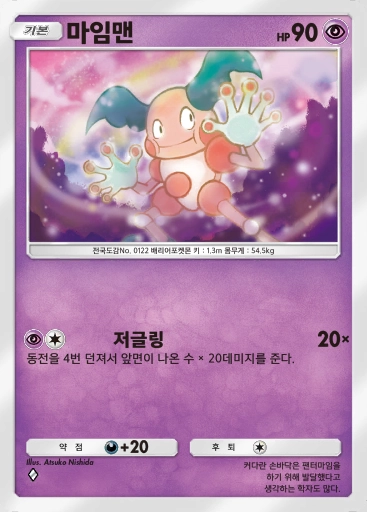 기본 마임맨 HP 90
전국도감No. 0122 배리어포켓몬 키 : 1.3m 몸무게 : 54.5kg
저글링 20×
동전을 4번 던져서 앞면이 나온 수 × 20데미지를 준다.
약점 +20 후퇴
Illus. Atsuko Nishida
커다란 손바닥은 팬터마임을
하기 위해 발달했다고
생각하는 학자도 많다.